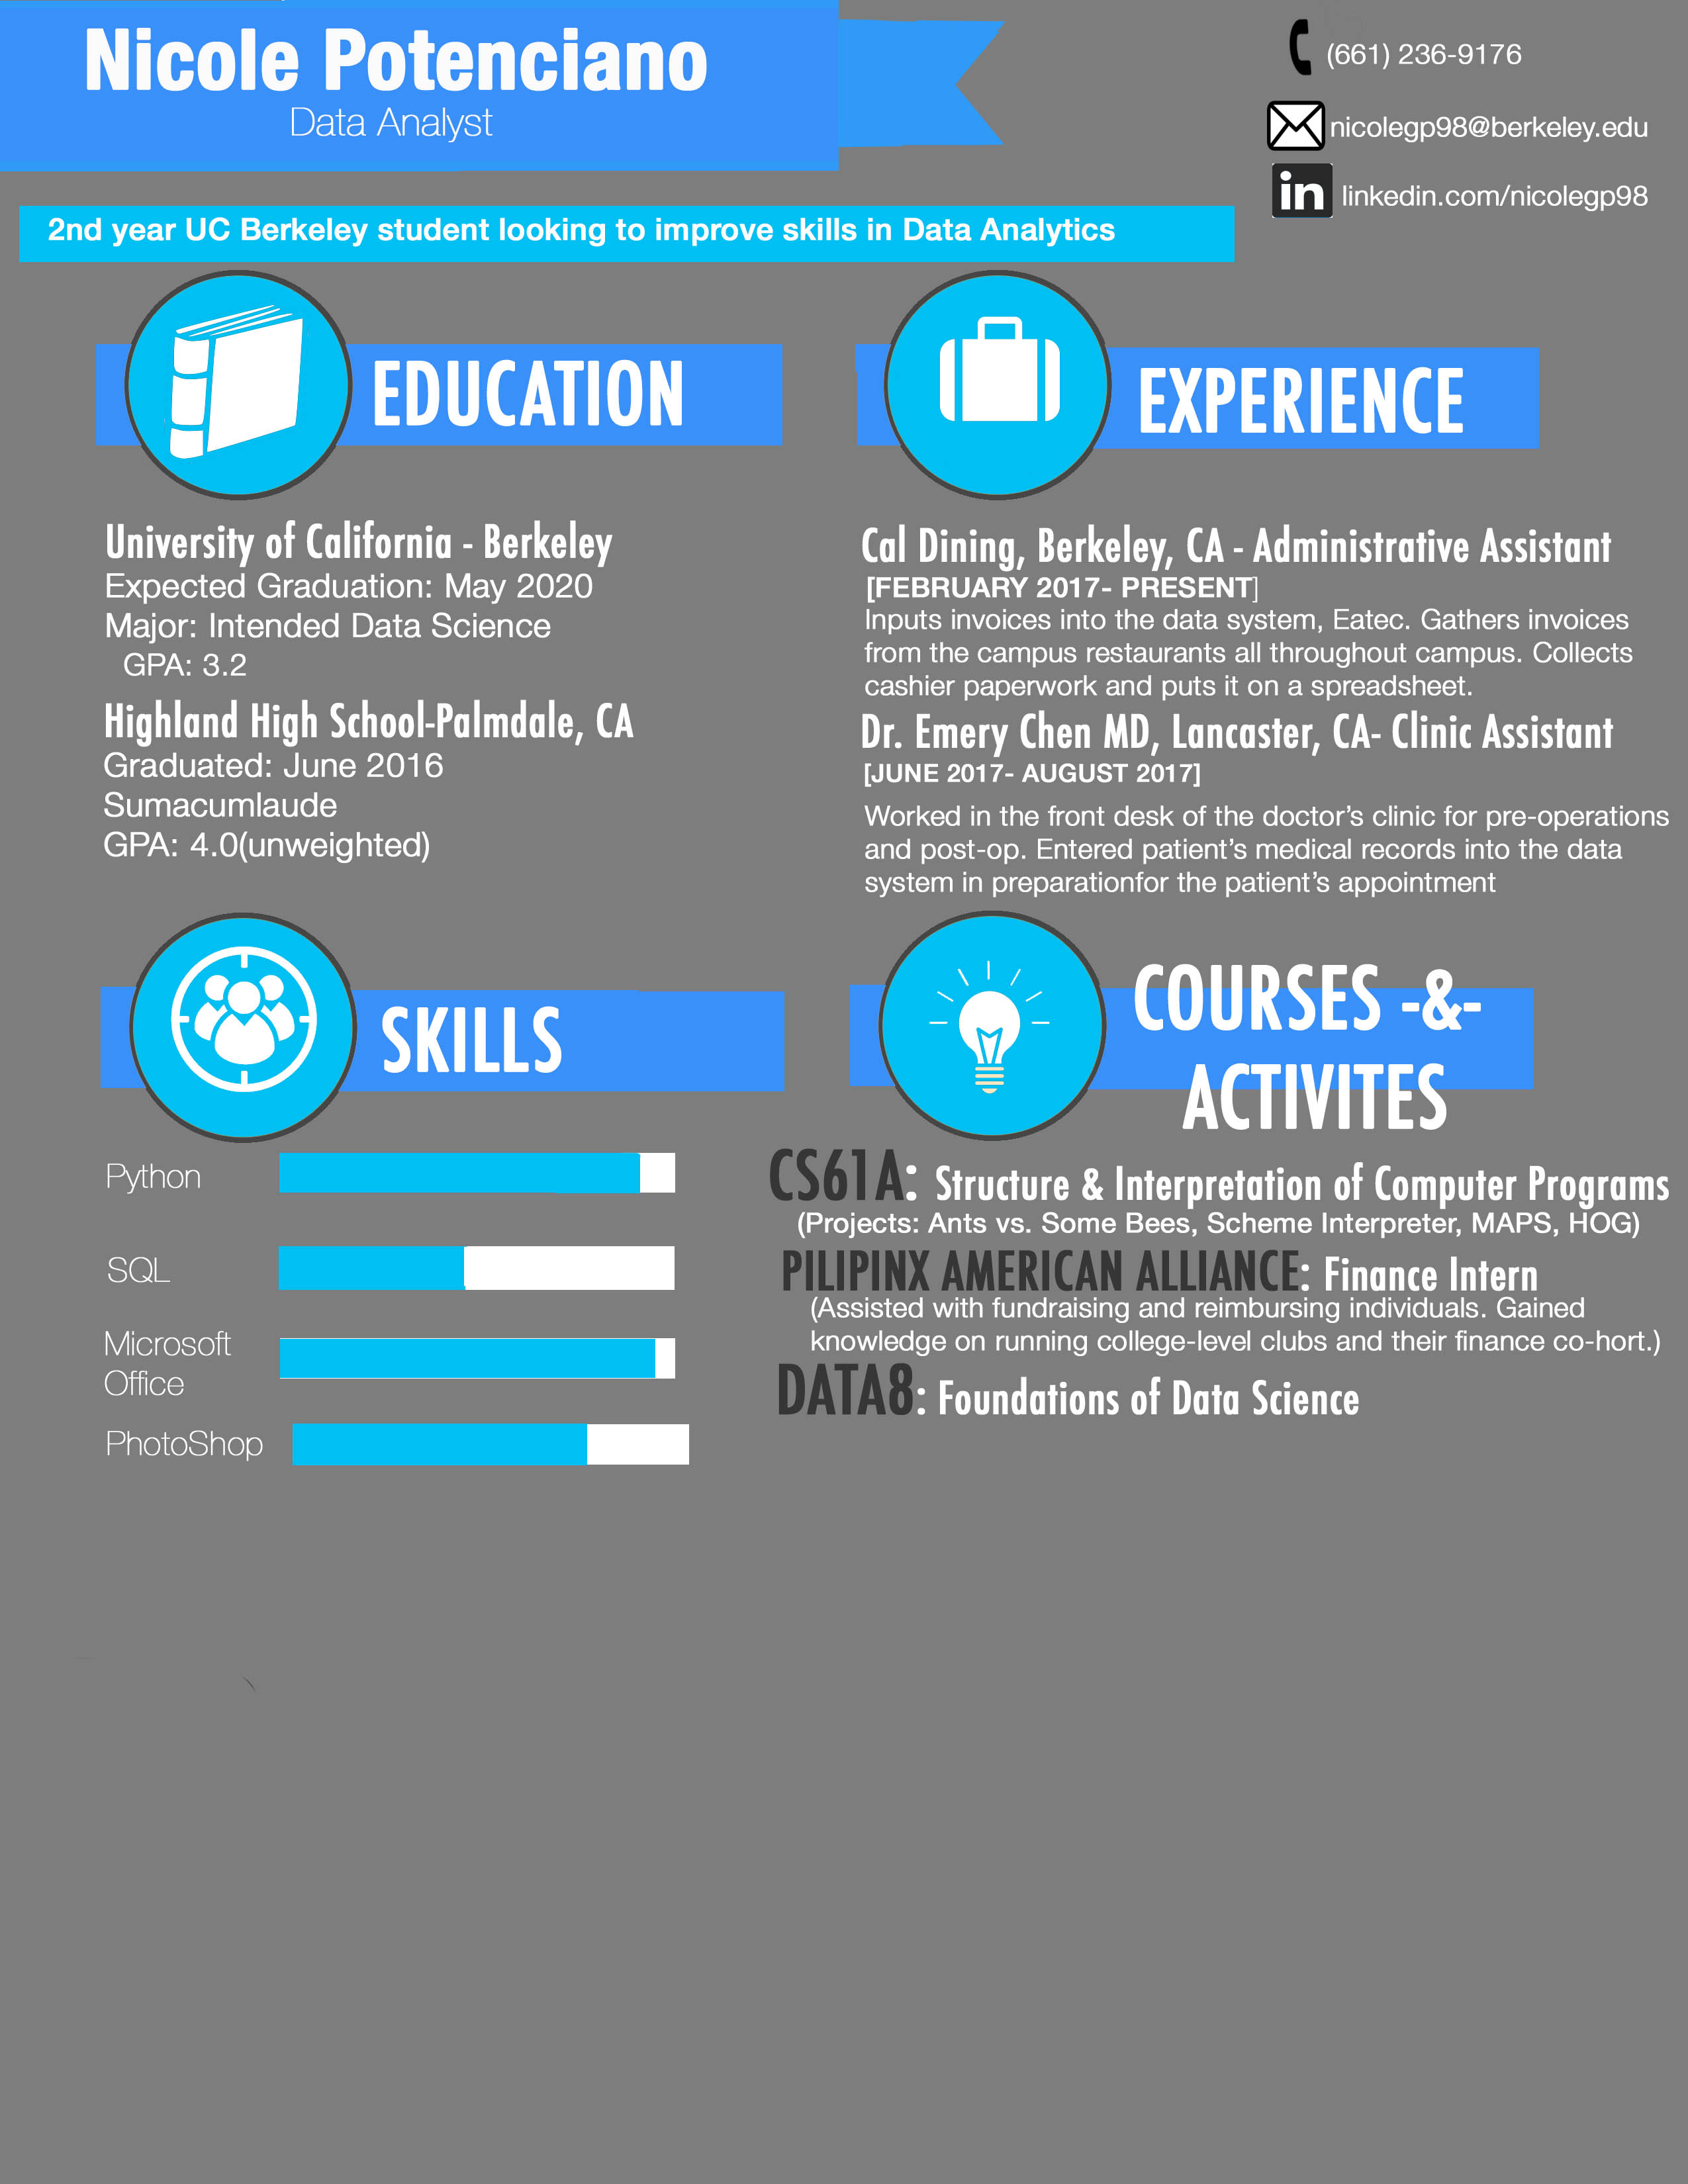 Nicole Potenciano
Data Analyst
(661) 236-9176
nicolegp98@berkeley.edu
in linkedin.com/nicolegp98
2nd year UC Berkeley student looking to improve skills in Data Analytics
EDUCATION
University of California - Berkeley
Expected Graduation: May 2020
Major: Intended Data Science
GPA: 3.2
Highland High School-Palmdale, CA
Graduated: June 2016
Sumacumlaude
GPA: 4.0(unweighted)
EXPERIENCE
Cal Dining, Berkeley, CA - Administrative Assistant
[FEBRUARY 2017- PRESENT]
Inputs invoices into the data system, Eatec. Gathers invoices
from the campus restaurants all throughout campus. Collects
cashier paperwork and puts it on a spreadsheet.
Dr. Emery Chen MD, Lancaster, CA- Clinic Assistant
[JUNE 2017- AUGUST 2017]
Worked in the front desk of the doctor's clinic for pre-operations
and post-op. Entered patient's medical records into the data
system in preparationfor the patient's appointment
SKILLS
Python
SQL
Microsoft
Office
PhotoShop
COURSES -&-
ACTIVITES
CS61A: Structure & Interpretation of Computer Programs
(Projects: Ants vs. Some Bees, Scheme Interpreter, MAPS, HOG)
PILIPINX AMERICAN ALLIANCE: Finance Intern
(Assisted with fundraising and reimbursing individuals. Gained
knowledge on running college-level clubs and their finance co-hort.)
DATA8: Foundations of Data Science